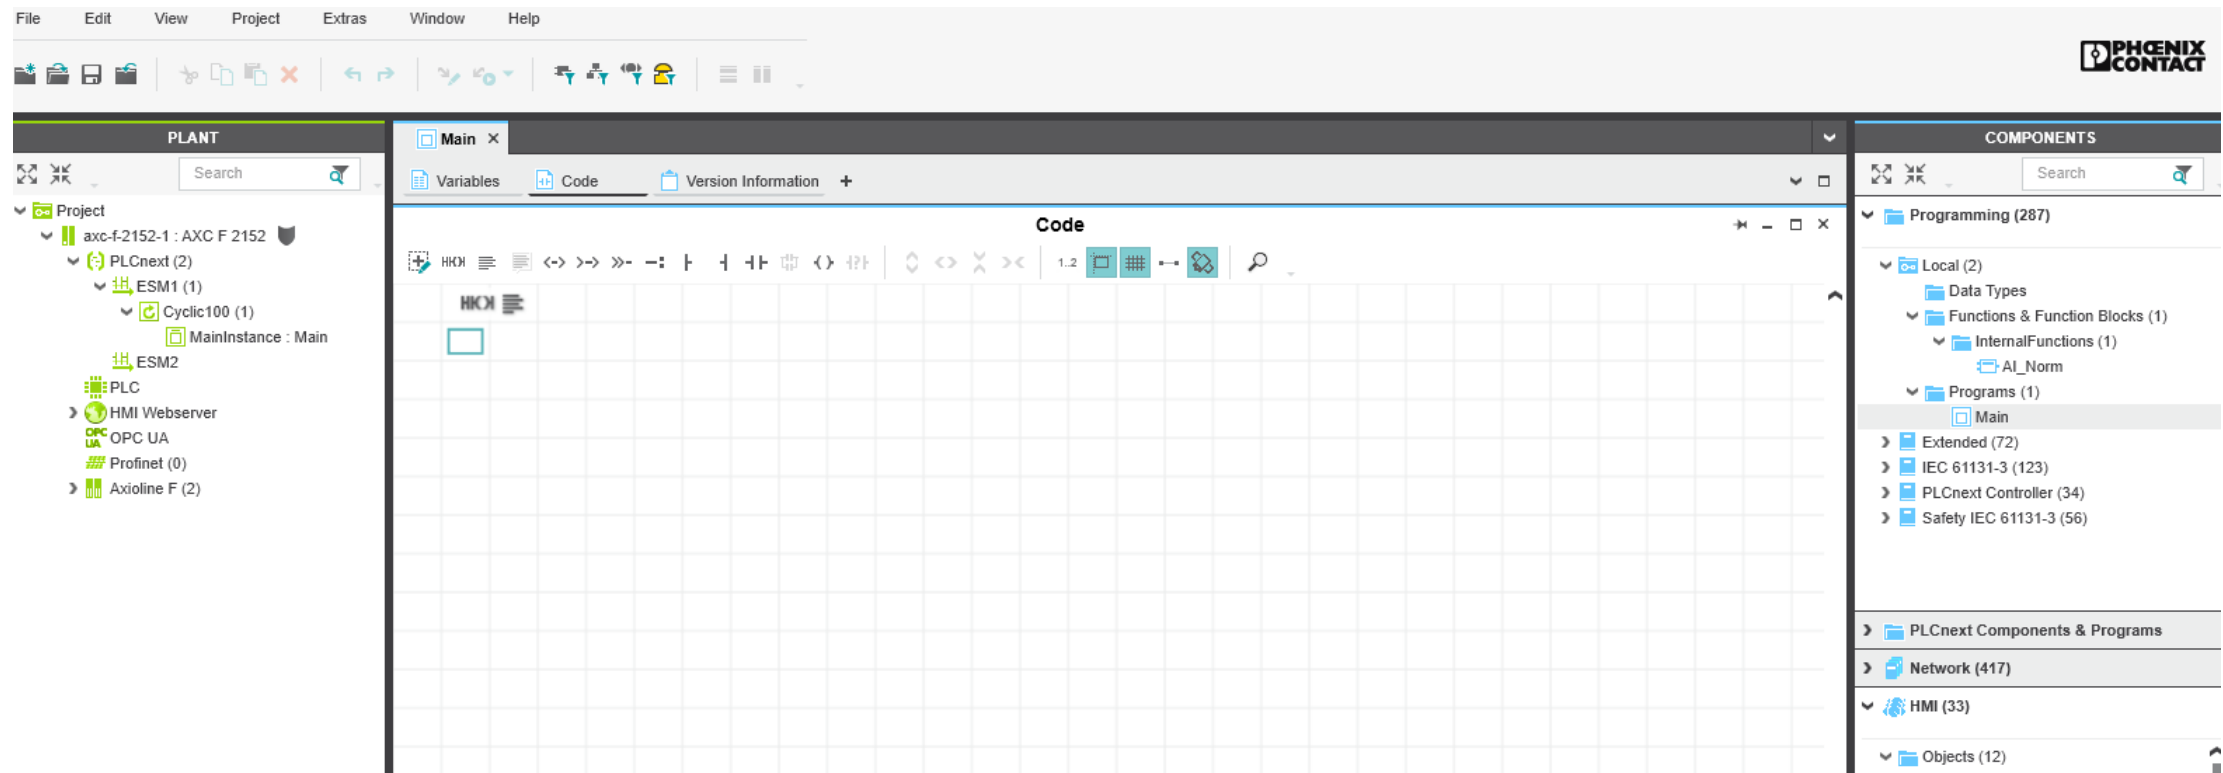 File Edit View Project Extras Window Help
PHŒNIX
CONTACT
PLANT
Search
Project
axc-f-2152-1 : AXC F 2152
PLCnext (2)
ESM1 (1)
Cyclic100 (1)
MainInstance : Main
ESM2
PLC
HMI Webserver
OPC UA
OPC UA
Profinet (0)
Axioline F (2)
Main
Variables Code Version Information
Code
1..2
COMPONENTS
Search
Programming (287)
Local (2)
Data Types
Functions & Function Blocks (1)
InternalFunctions (1)
AI_Norm
Programs (1)
Main
Extended (72)
IEC 61131-3 (123)
PLCnext Controller (34)
Safety IEC 61131-3 (56)
PLCnext Components & Programs
Network (417)
HMI (33)
Objects (12)